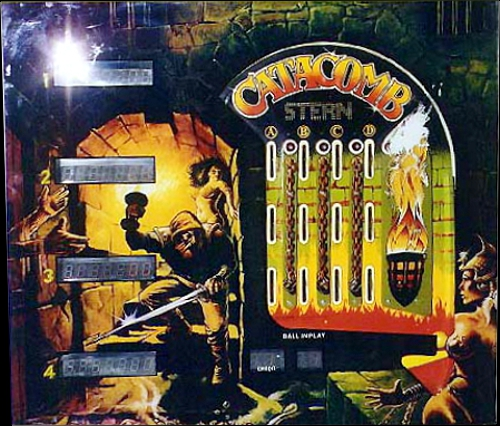 CATACOMB
STERN
A B C D
1
2
3
4
BALL IN PLAY
CREDIT